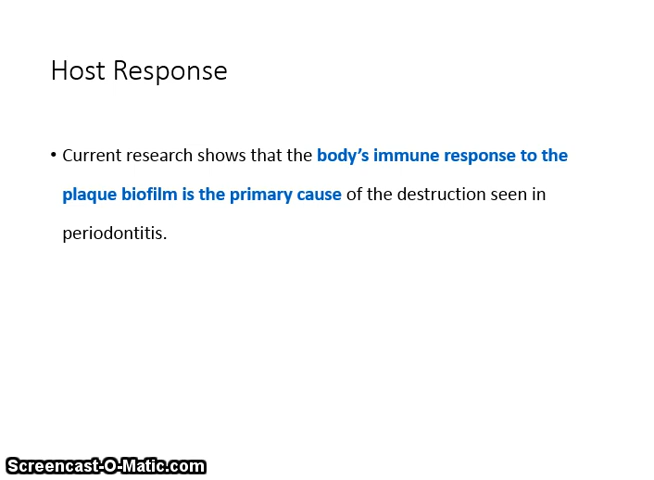 Host Response
• Current research shows that the body’s immune response to the
plaque biofilm is the primary cause of the destruction seen in
periodontitis.
Screencast-O-Matic.com